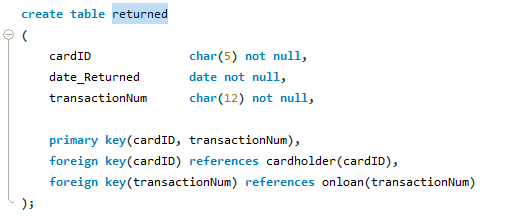 create table returned
(
cardID char(5) not null,
date_Returned date not null,
transactionNum char(12) not null,
primary key(cardID, transactionNum),
foreign key(cardID) references cardholder(cardID),
foreign key(transactionNum) references onloan(transactionNum)
);